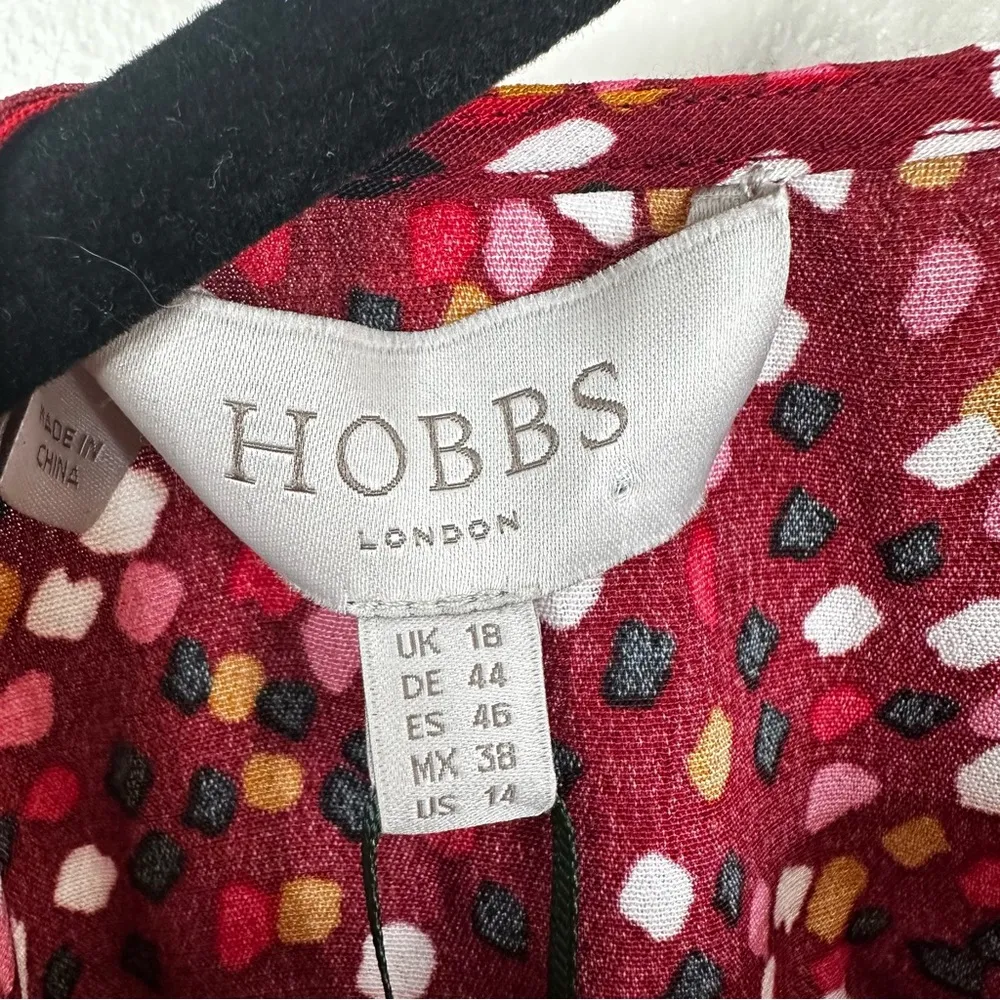 HOBBS
LONDON
MADE IN
CHINA
UK 18
DE 44
ES 46
MX 38
US 14